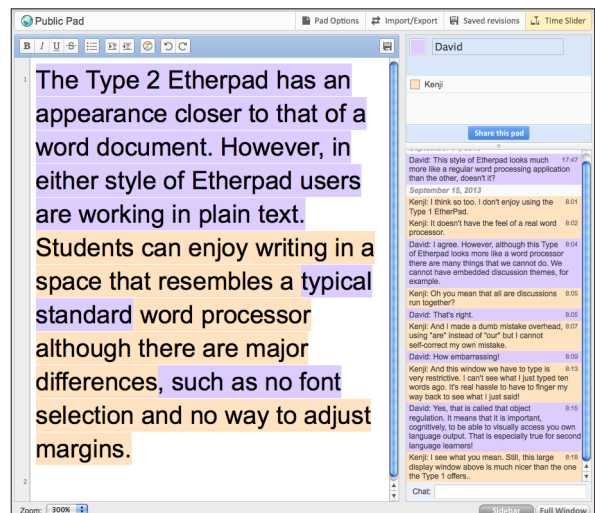 Public Pad
Pad Options
Import/Export
Saved revisions
Time Slider
B I U S
1
The Type 2 Etherpad has an
appearance closer to that of a
word document. However, in
either style of Etherpad users
are working in plain text.
Students can enjoy writing in a
space that resembles a typical
standard word processor
although there are major
differences, such as no font
selection and no way to adjust
margins.
2
Zoom: 300%
David
Kenji
Share this pad
David: This style of Etherpad looks much 17:47
more like a regular word processing application
than the other, doesn't it?
September 15, 2013
Kenji: I think so too. I don't enjoy using the 8:01
Type 1 EtherPad.
Kenji: It doesn't have the feel of a real word 8:02
processor.
David: I agree. However, although this Type 8:04
of Etherpad looks more like a word processor
there are many things that we cannot do. We
cannot have embedded discussion themes, for
example.
Kenji: Oh you mean that all are discussions 8:05
run together?
David: That's right. 8:05
Kenji: And I made a dumb mistake overhead, 8:07
using "are" instead of "our" but I cannot
self-correct my own mistake.
David: How embarrassing! 8:09
Kenji: And this window we have to type is 8:13
very restrictive. I can't see what I just typed ten
words ago. It's real hassle to have to finger my
way back to see what I just said!
David: Yes, that is called that object 8:15
regulation. It means that it is important,
cognitively, to be able to visually access you own
language output. That is especially true for second
language learners!
Kenji: I see what you mean. Still, this large 8:18
display window above is much nicer than the one
the Type 1 offers..
Chat:
Sidebar
Full Window